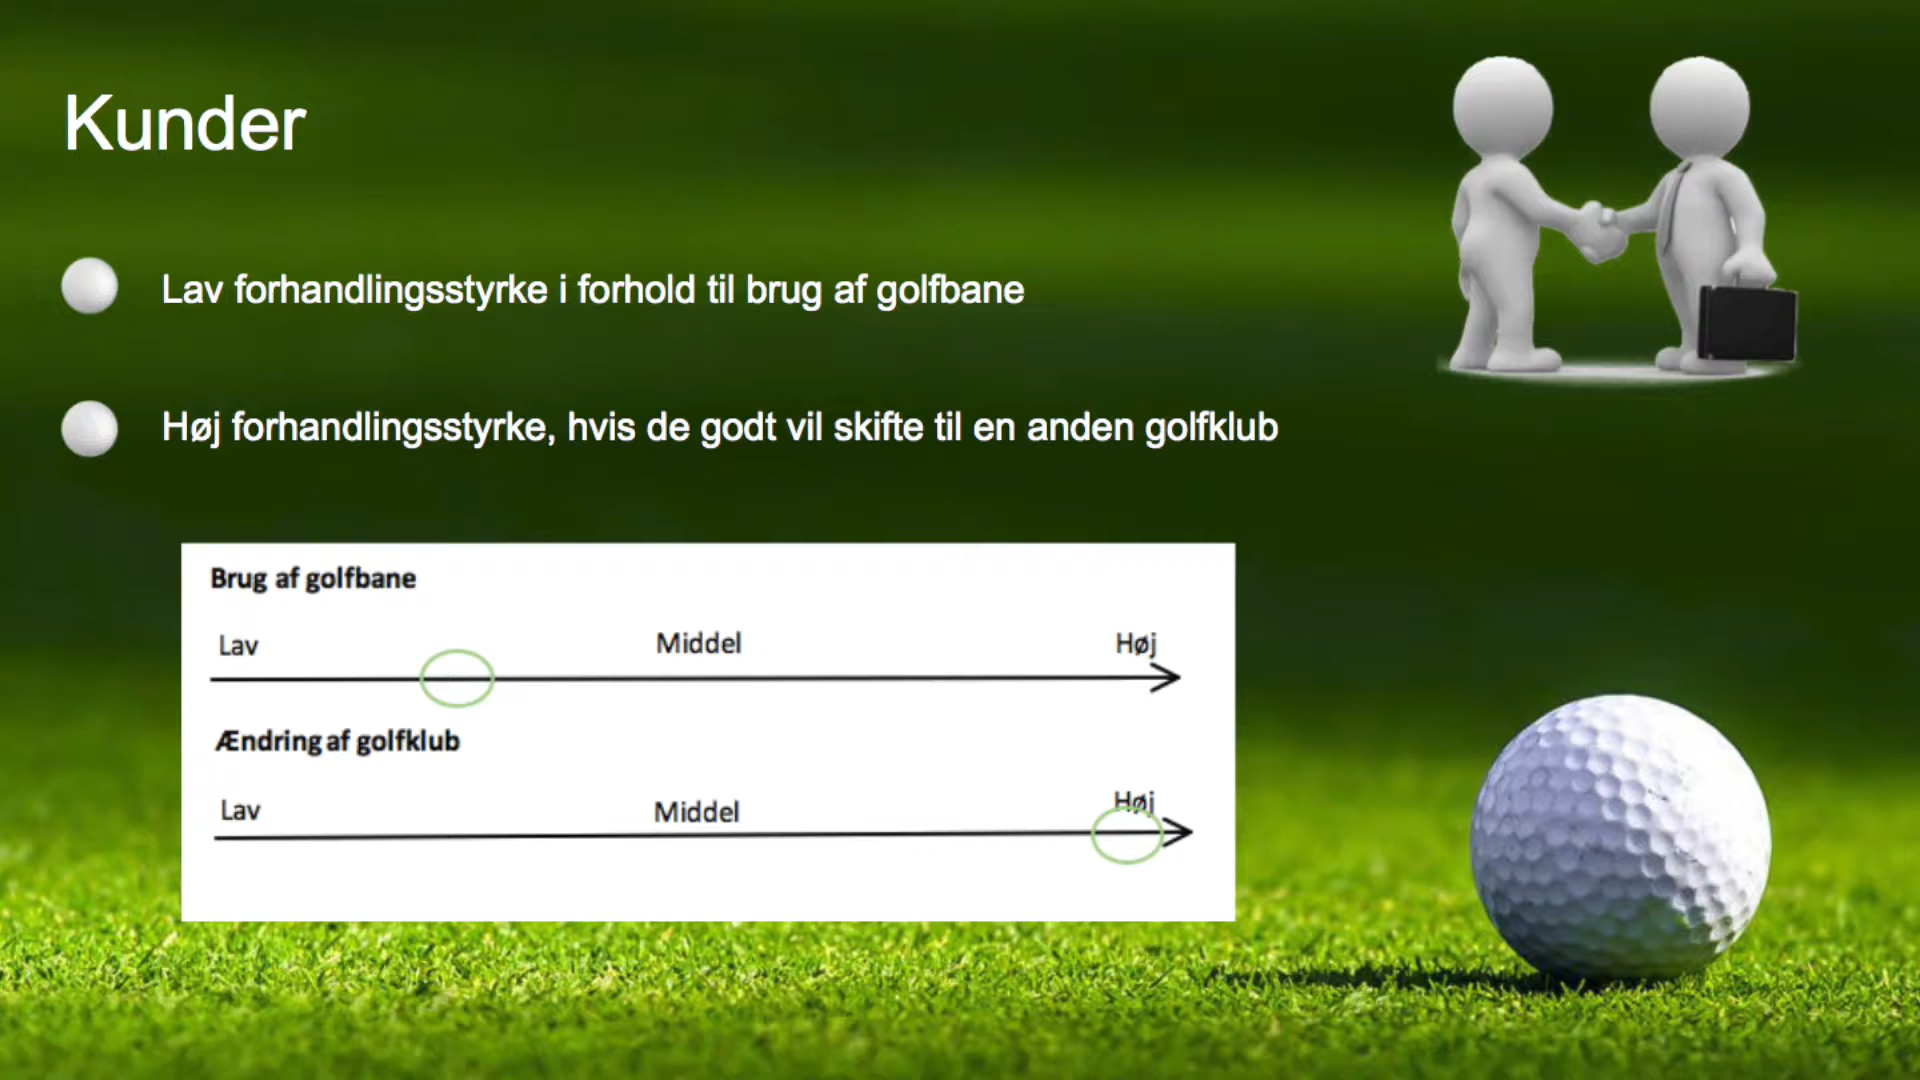 Kunder
Lav forhandlingsstyrke i forhold til brug af golfbane
Høj forhandlingsstyrke, hvis de godt vil skifte til en anden golfklub
Brug af golfbane
Lav Middel Høj
Ændring af golfklub
Lav Middel Høj